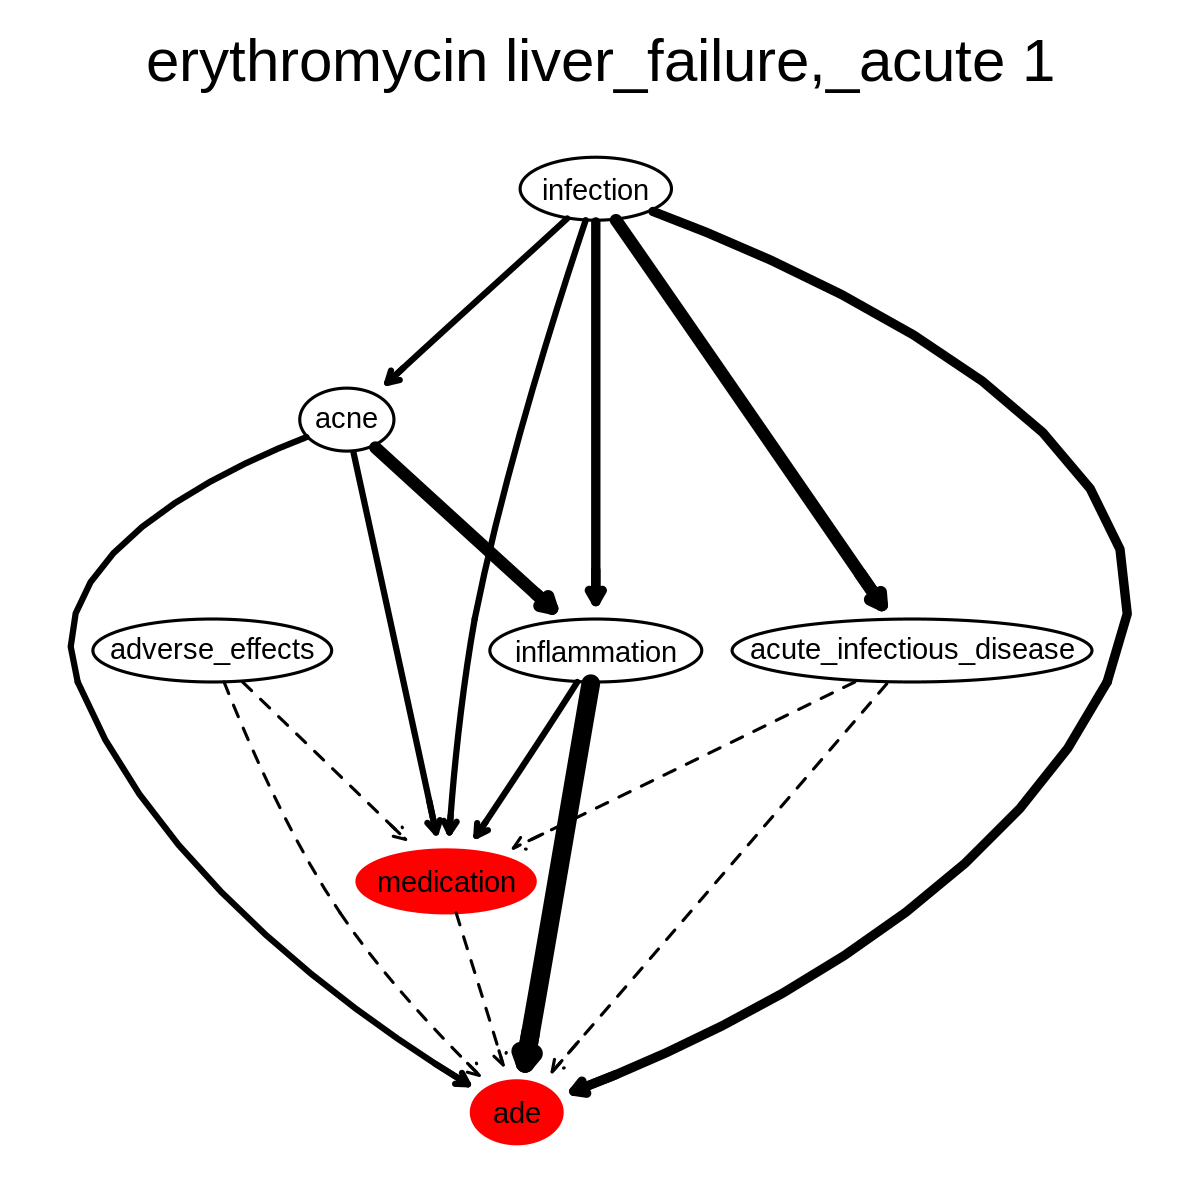 erythromycin liver_failure,_acute 1
infection
acne
adverse_effects
inflammation
acute_infectious_disease
medication
ade